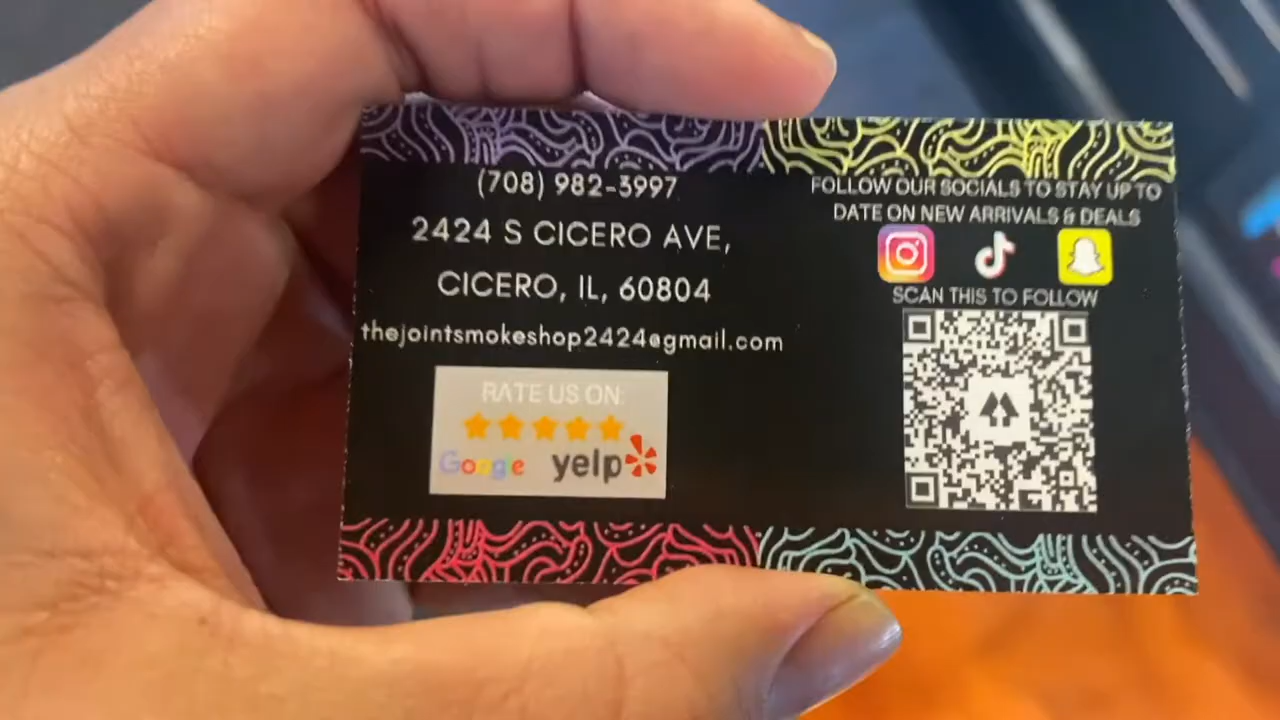 (708) 982-3997
2424 S CICERO AVE,
CICERO, IL, 60804
thejointsmokeshop2424@gmail.com
RATE US ON:
Google yelp
FOLLOW OUR SOCIALS TO STAY UP TO
DATE ON NEW ARRIVALS & DEALS
SCAN THIS TO FOLLOW